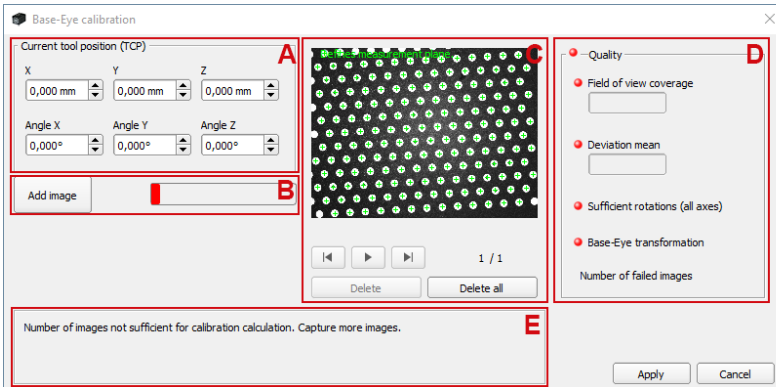 Base-Eye calibration
Current tool position (TCP)
A
X Y Z
0,000 mm 0,000 mm 0,000 mm
Angle X Angle Y Angle Z
0,000° 0,000° 0,000°
Add image
B
Defines measurement plane
C
1 / 1
Delete Delete all
Quality
D
Field of view coverage
Deviation mean
Sufficient rotations (all axes)
Base-Eye transformation
Number of failed images
Number of images not sufficient for calibration calculation. Capture more images.
E
Apply Cancel